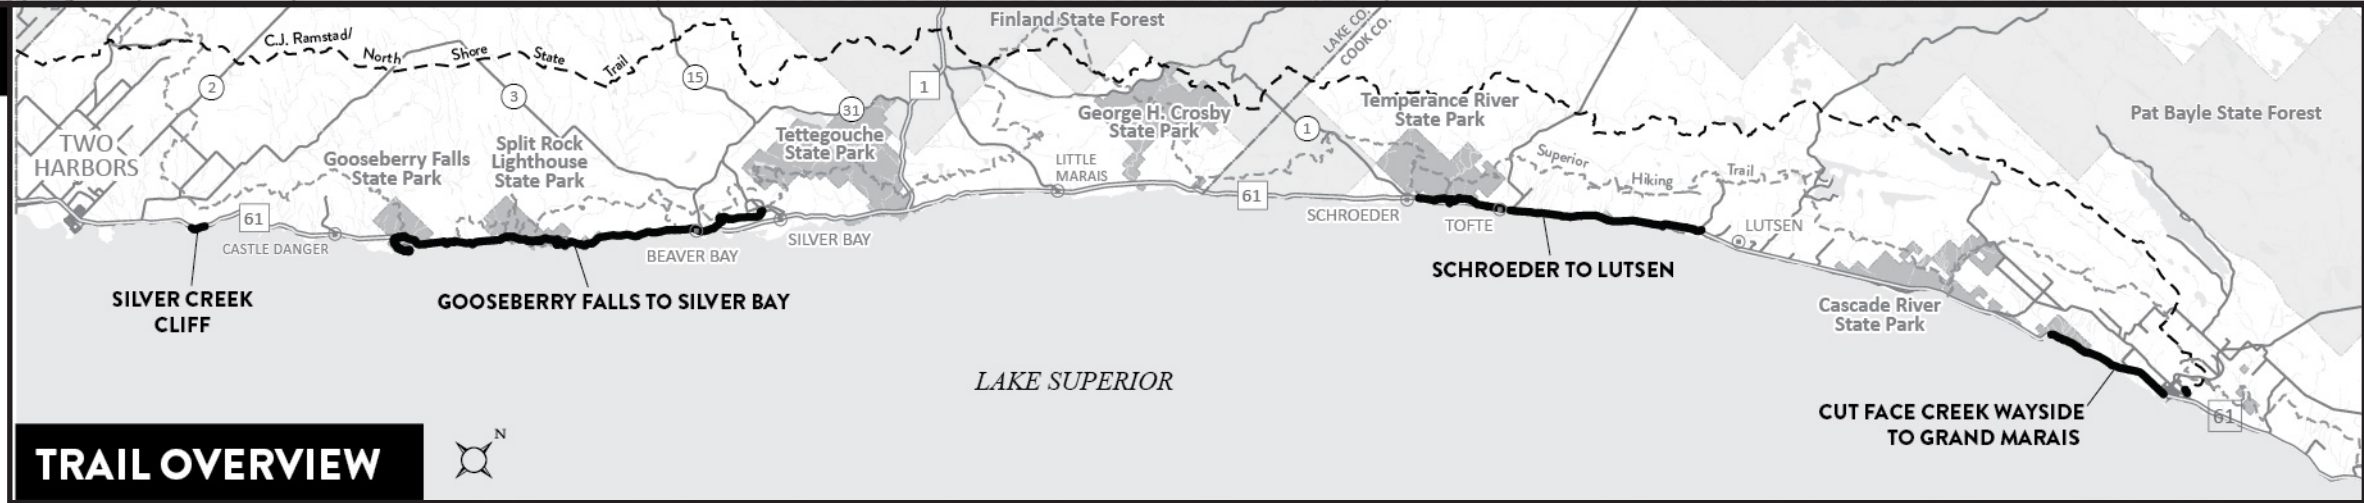 Finland State Forest
LAKE CO.
COOK CO.
C.J. Ramstad/
North
Shore
State
Trail
2
3
15
31
1
1
Pat Bayle State Forest
TWO
HARBORS
Gooseberry Falls
State Park
Split Rock
Lighthouse
State Park
Tettegouche
State Park
George H. Crosby
State Park
Temperance River
State Park
LITTLE
MARAIS
Superior
Hiking
Trail
61
61
CASTLE DANGER
BEAVER BAY
SILVER BAY
SCHROEDER
TOFTE
LUTSEN
SILVER CREEK
CLIFF
GOOSEBERRY FALLS TO SILVER BAY
SCHROEDER TO LUTSEN
Cascade River
State Park
LAKE SUPERIOR
CUT FACE CREEK WAYSIDE
TO GRAND MARAIS
61
TRAIL OVERVIEW
N